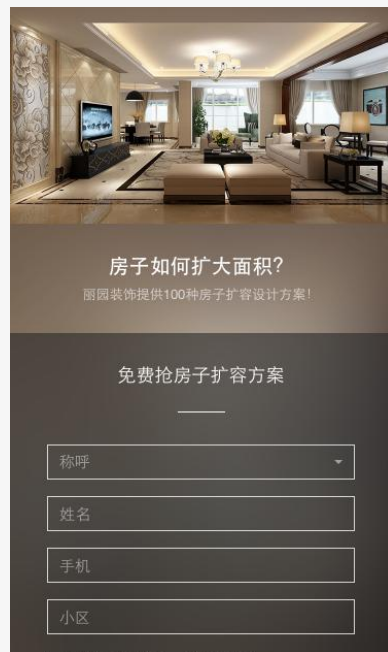 房子如何扩大面积？
丽园装饰提供100种房子扩容设计方案！
免费抢房子扩容方案
称呼
姓名
手机
小区